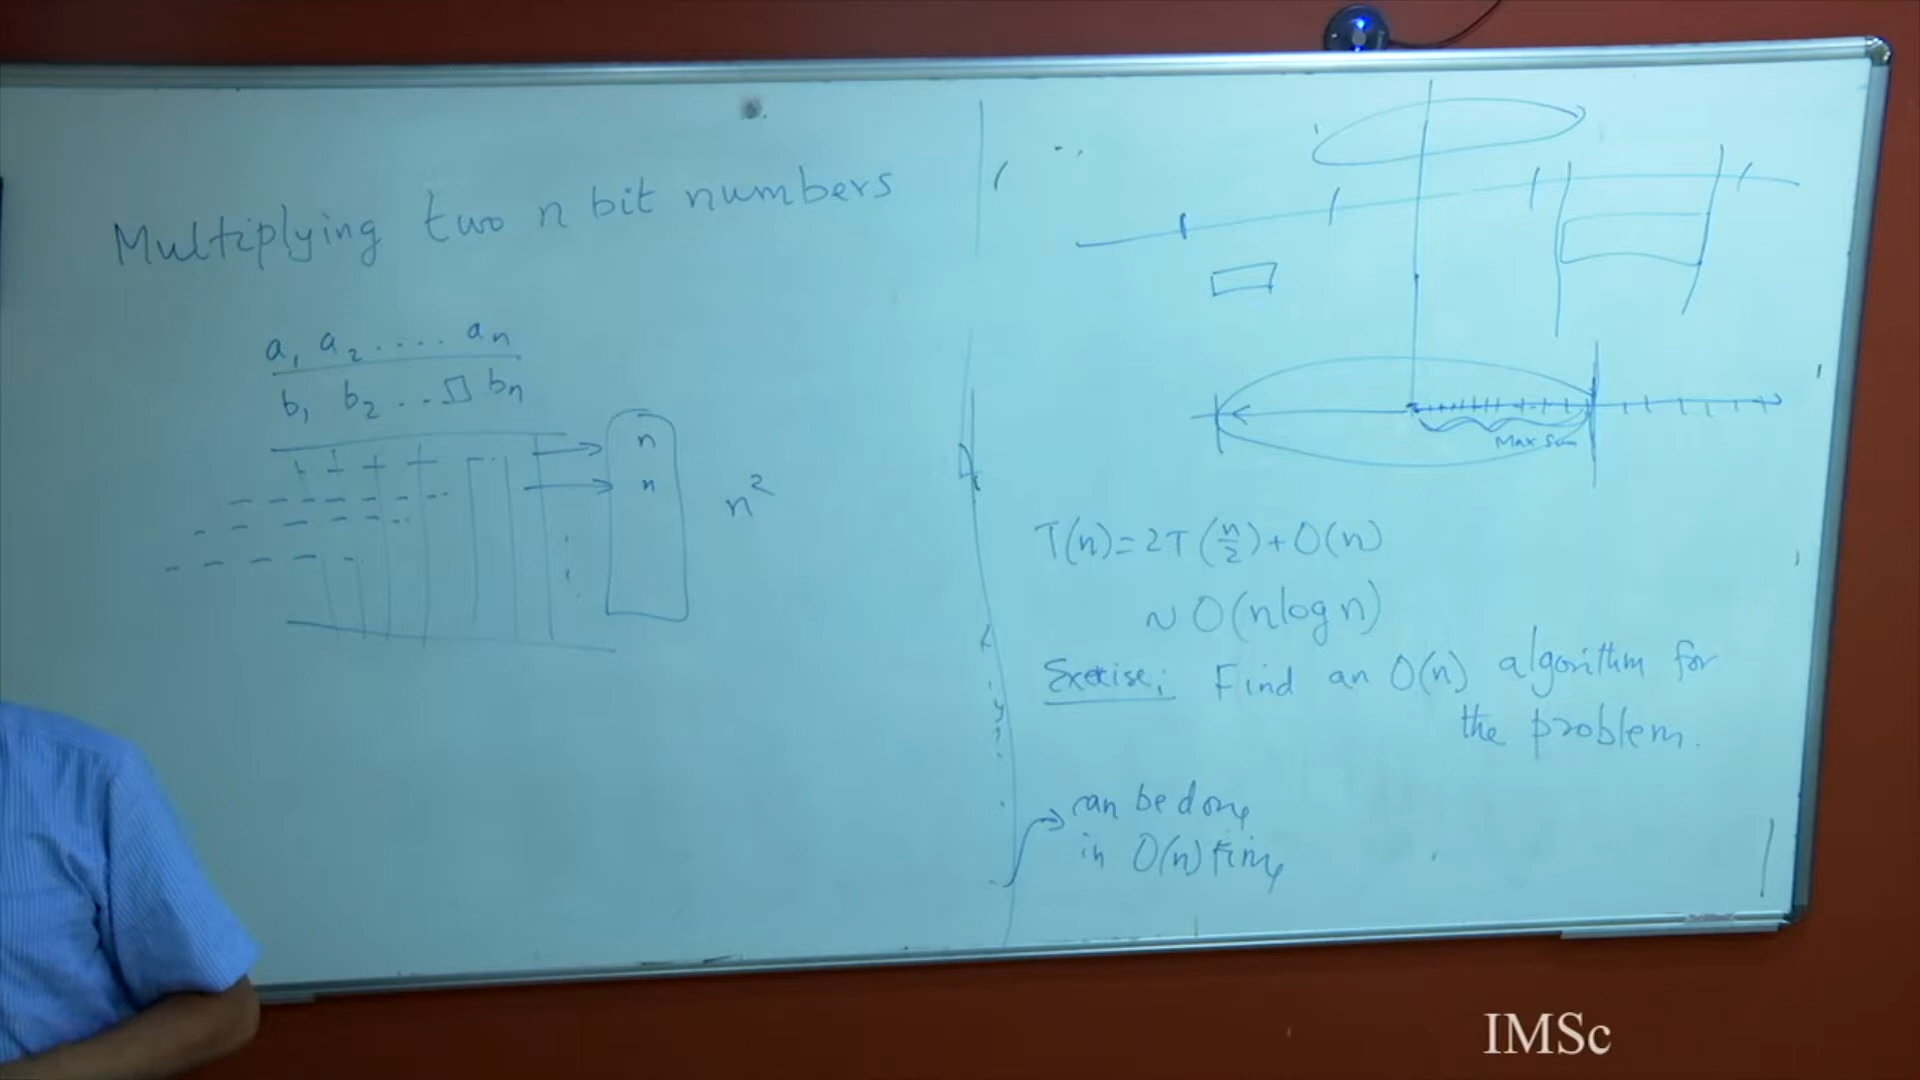 Multiplying two n bit numbers
a1 a2 .... an
b1 b2 .. bn
n
n
n²
Max Sum
T(n) = 2T(n/2) + O(n)
~ O(n log n)
Exercise: Find an O(n) algorithm for
the problem.
can be done
in O(n) time
IMSc